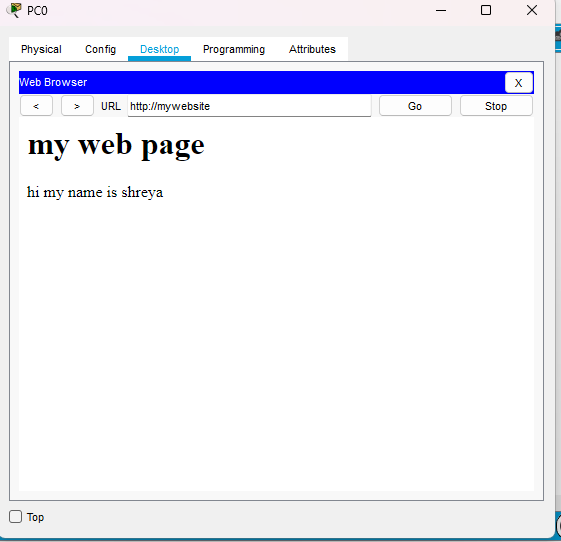 PC0
Physical Config Desktop Programming Attributes
Web Browser X
< > URL http://mywebsite Go Stop
my web page
hi my name is shreya
Top